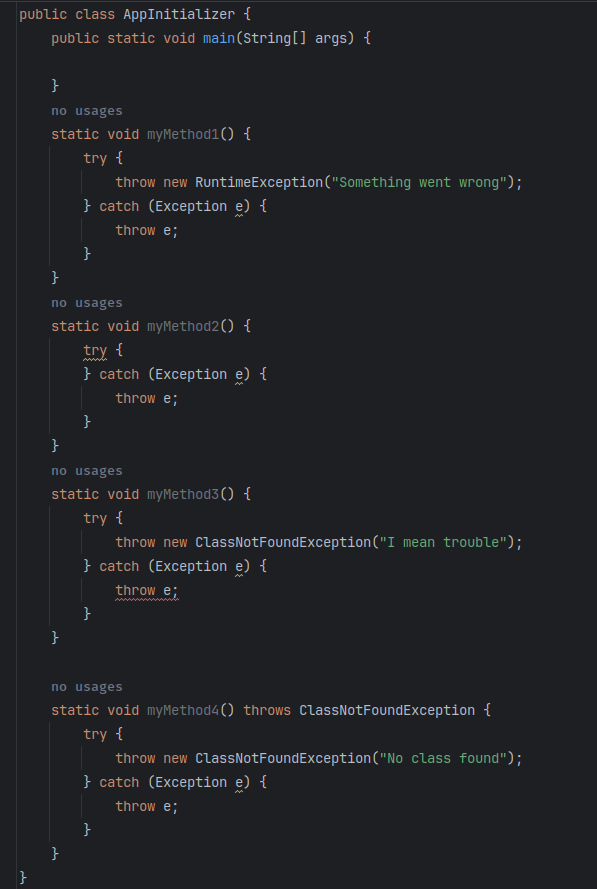 public class AppInitializer {
    public static void main(String[] args) {

    }
    no usages
    static void myMethod1() {
        try {
            throw new RuntimeException("Something went wrong");
        } catch (Exception e) {
            throw e;
        }
    }
    no usages
    static void myMethod2() {
        try {
        } catch (Exception e) {
            throw e;
        }
    }
    no usages
    static void myMethod3() {
        try {
            throw new ClassNotFoundException("I mean trouble");
        } catch (Exception e) {
            throw e;
        }
    }

    no usages
    static void myMethod4() throws ClassNotFoundException {
        try {
            throw new ClassNotFoundException("No class found");
        } catch (Exception e) {
            throw e;
        }
    }
}